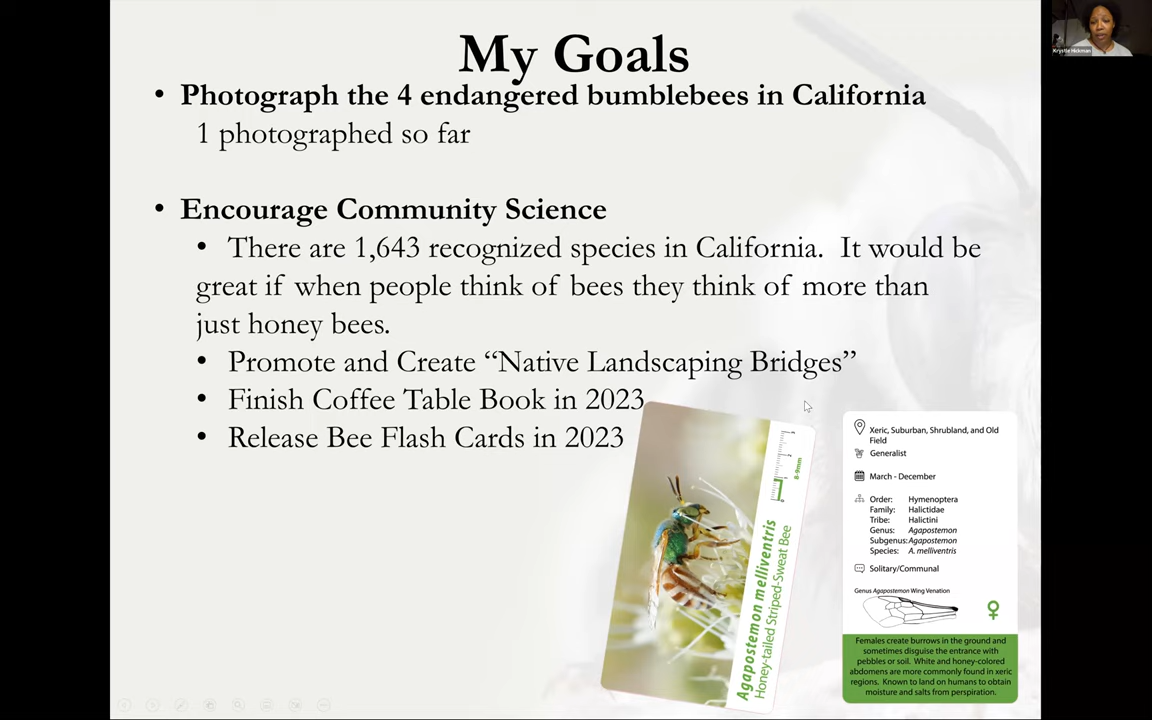 My Goals
• Photograph the 4 endangered bumblebees in California
1 photographed so far
• Encourage Community Science
• There are 1,643 recognized species in California. It would be
great if when people think of bees they think of more than
just honey bees.
• Promote and Create “Native Landscaping Bridges”
• Finish Coffee Table Book in 2023
• Release Bee Flash Cards in 2023
8-9mm
Agapostemon melliventris
Honey-tailed Striped-Sweat Bee
Xeric, Suburban, Shrubland, and Old
Field
Generalist
March - December
Order: Hymenoptera
Family: Halictidae
Tribe: Halictini
Genus: Agapostemon
Subgenus: Agapostemon
Species: A. melliventris
Solitary/Communal
Genus Agapostemon Wing Venation
Females create burrows in the ground and
sometimes disguise the entrance with
pebbles or soil. White and honey-colored
abdomens are more commonly found in xeric
regions. Known to land on humans to obtain
moisture and salts from perspiration.
Krystle Hickman